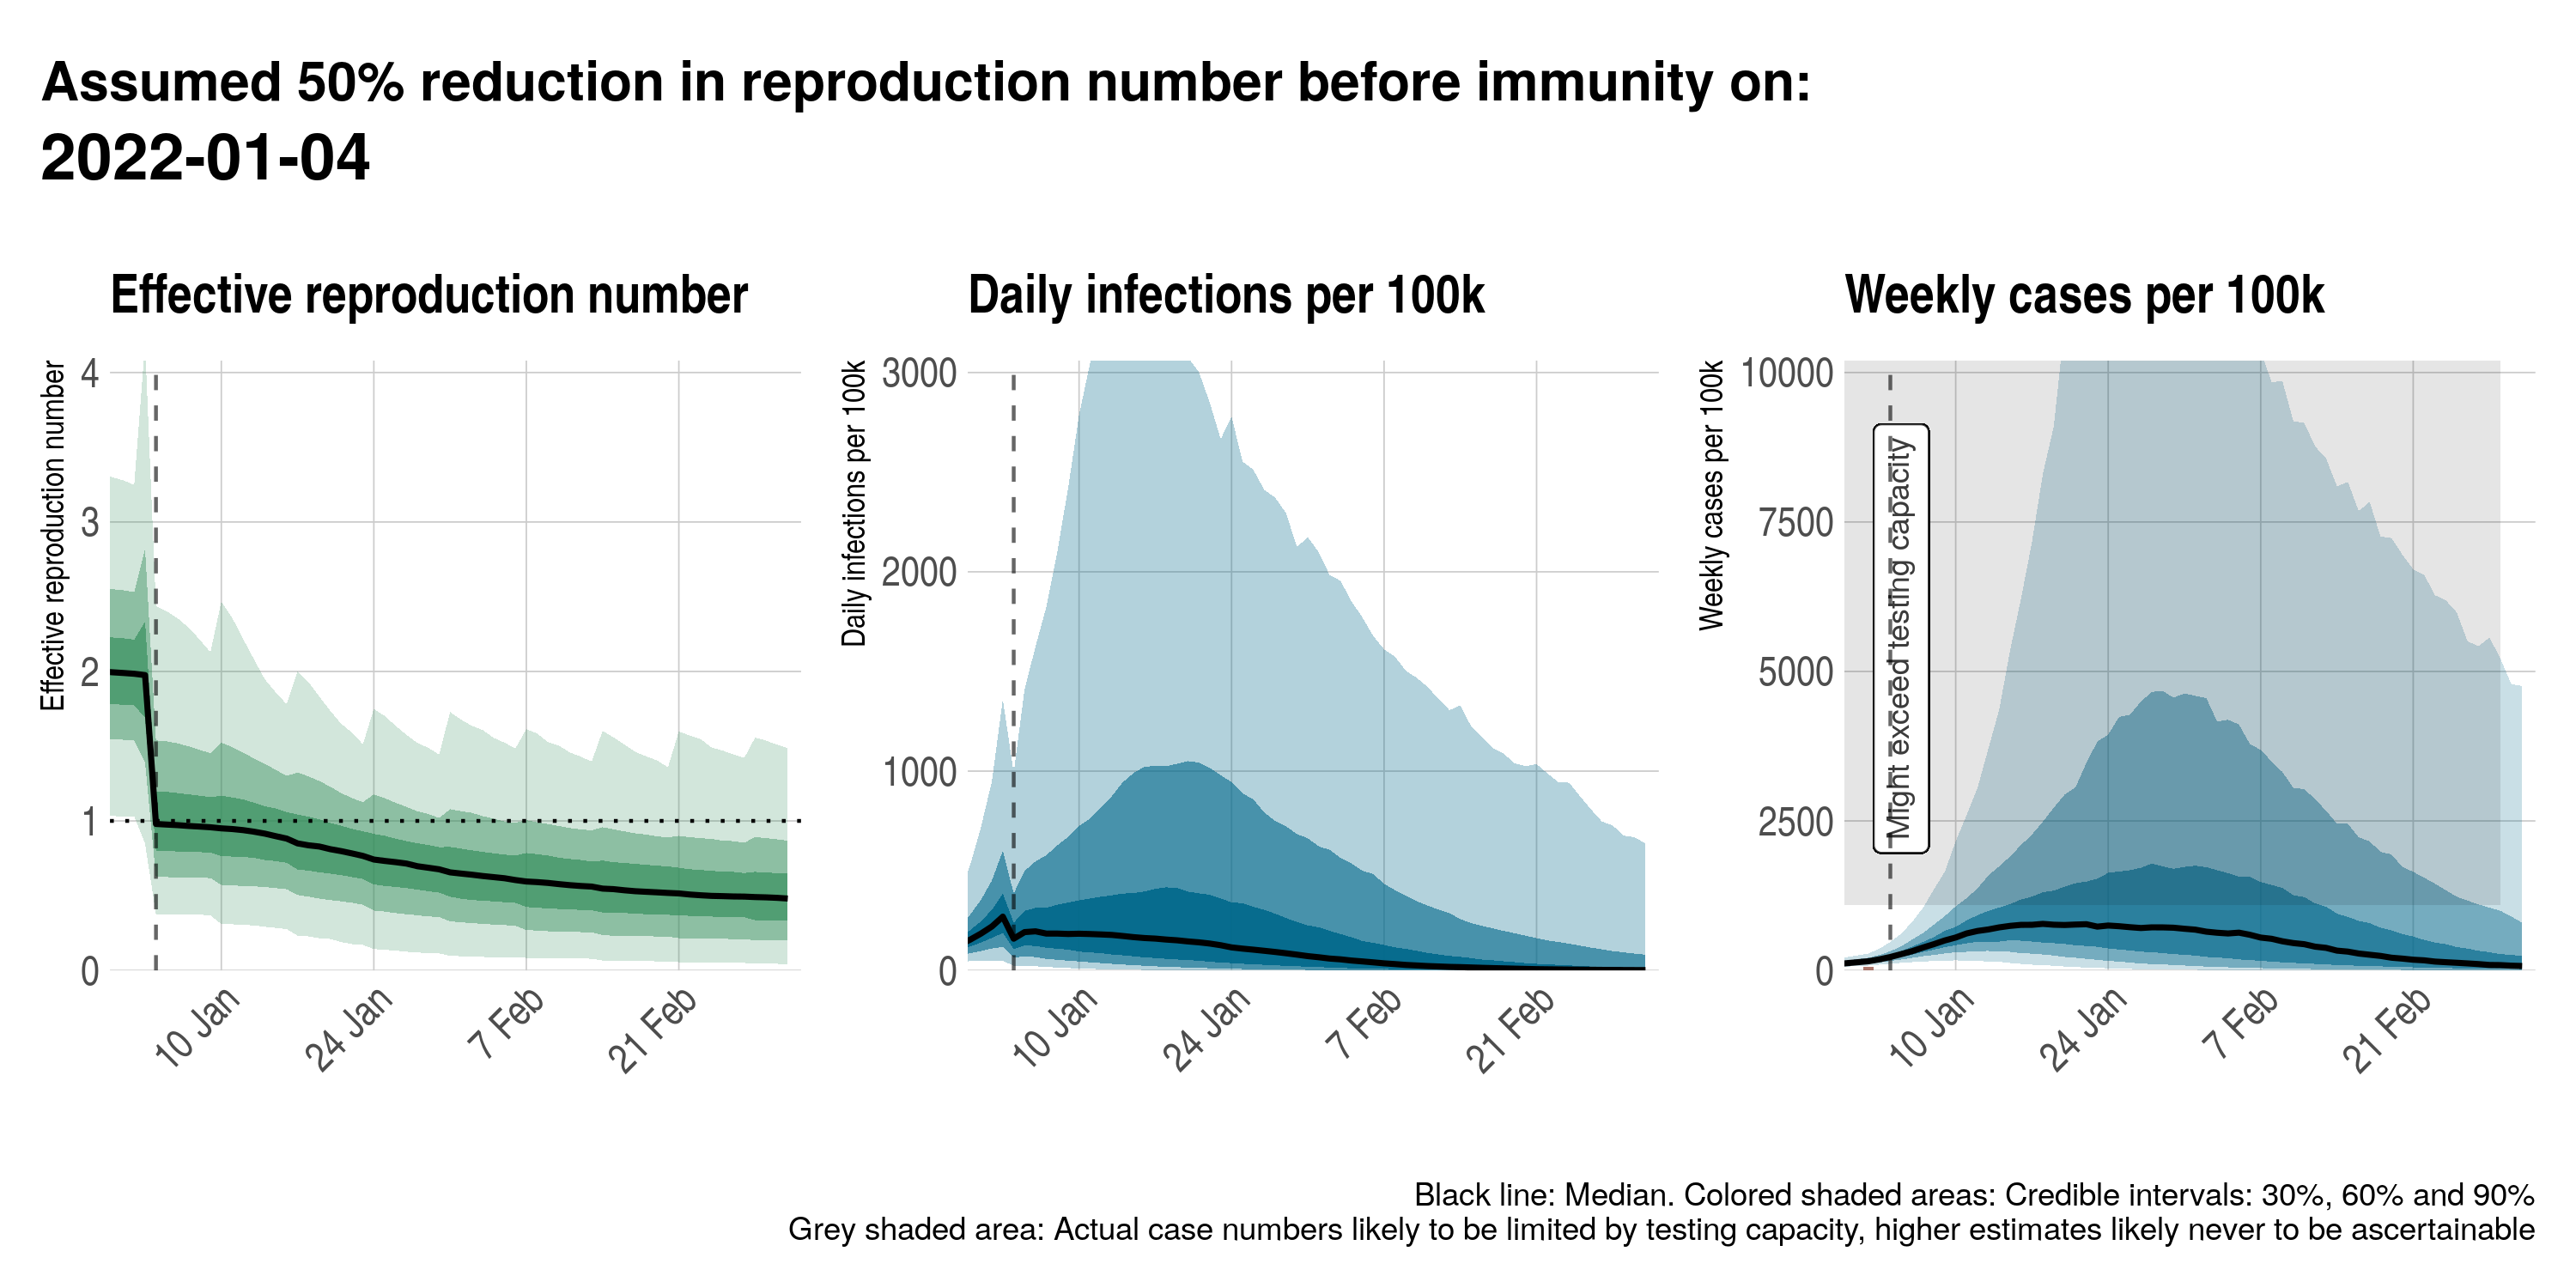 Assumed 50% reduction in reproduction number before immunity on:
2022-01-04
Effective reproduction number
Effective reproduction number
4
3
2
1
0
10 Jan
24 Jan
7 Feb
21 Feb
Daily infections per 100k
Daily infections per 100k
3000
2000
1000
0
10 Jan
24 Jan
7 Feb
21 Feb
Weekly cases per 100k
Weekly cases per 100k
10000
7500
5000
2500
0
Might exceed testing capacity
10 Jan
24 Jan
7 Feb
21 Feb
Black line: Median. Colored shaded areas: Credible intervals: 30%, 60% and 90%
Grey shaded area: Actual case numbers likely to be limited by testing capacity, higher estimates likely never to be ascertainable